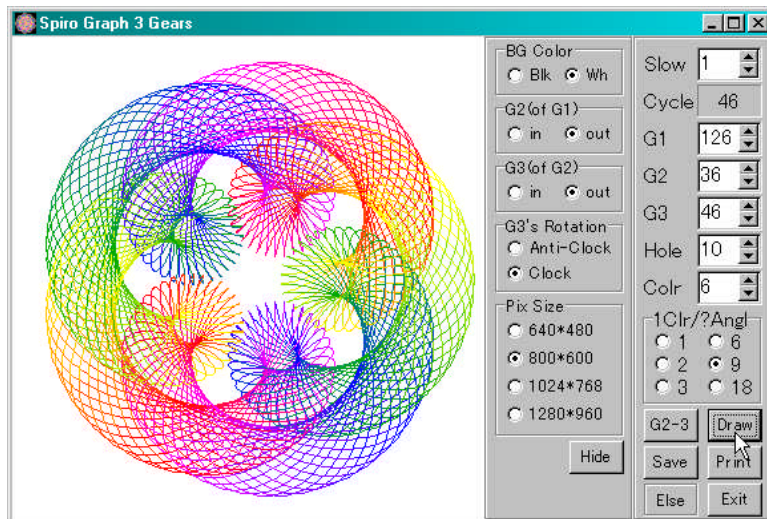 Spiro Graph 3 Gears
BG Color
Blk Wh
G2(of G1)
in out
G3(of G2)
in out
G3's Rotation
Anti-Clock
Clock
Pix Size
640*480
800*600
1024*768
1280*960
Hide
Slow 1
Cycle 46
G1 126
G2 36
G3 46
Hole 10
Colr 6
1Clr/?Angl
1 6
2 9
3 18
G2-3 Draw
Save Print
Else Exit